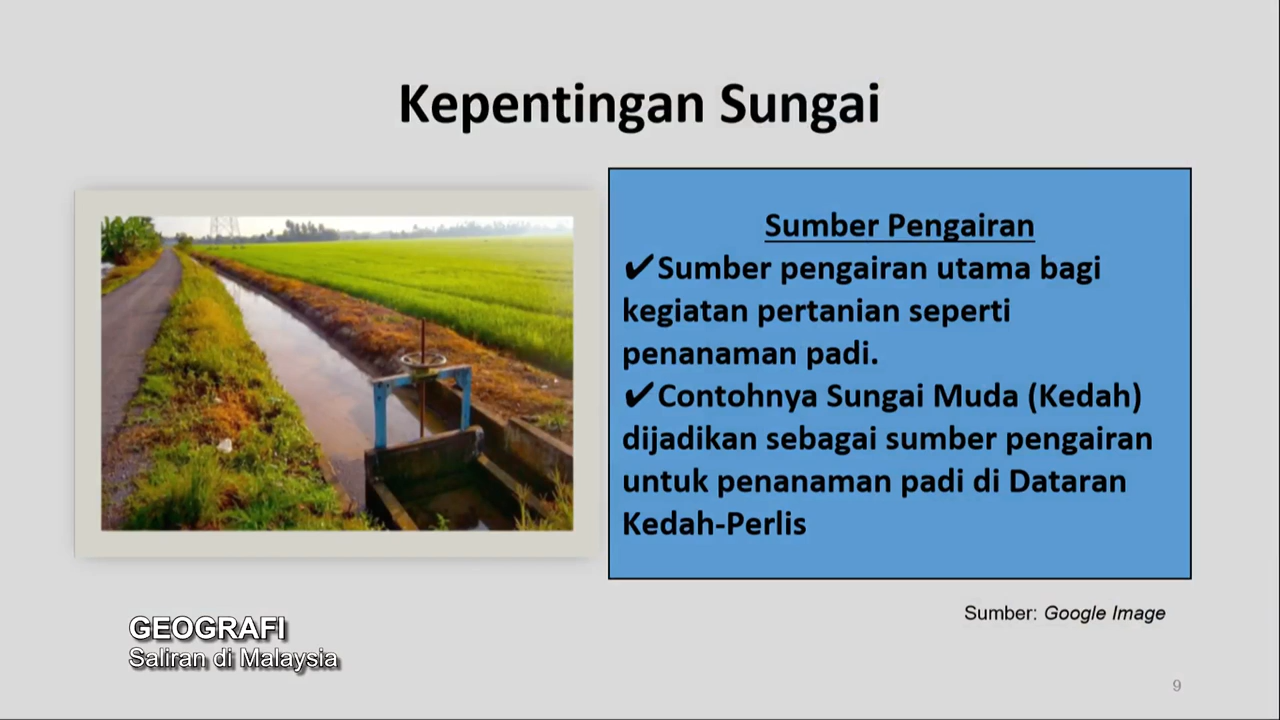 Kepentingan Sungai
Sumber Pengairan
✔Sumber pengairan utama bagi
kegiatan pertanian seperti
penanaman padi.
✔Contohnya Sungai Muda (Kedah)
dijadikan sebagai sumber pengairan
untuk penanaman padi di Dataran
Kedah-Perlis
Sumber: Google Image
GEOGRAFI
Saliran di Malaysia
9